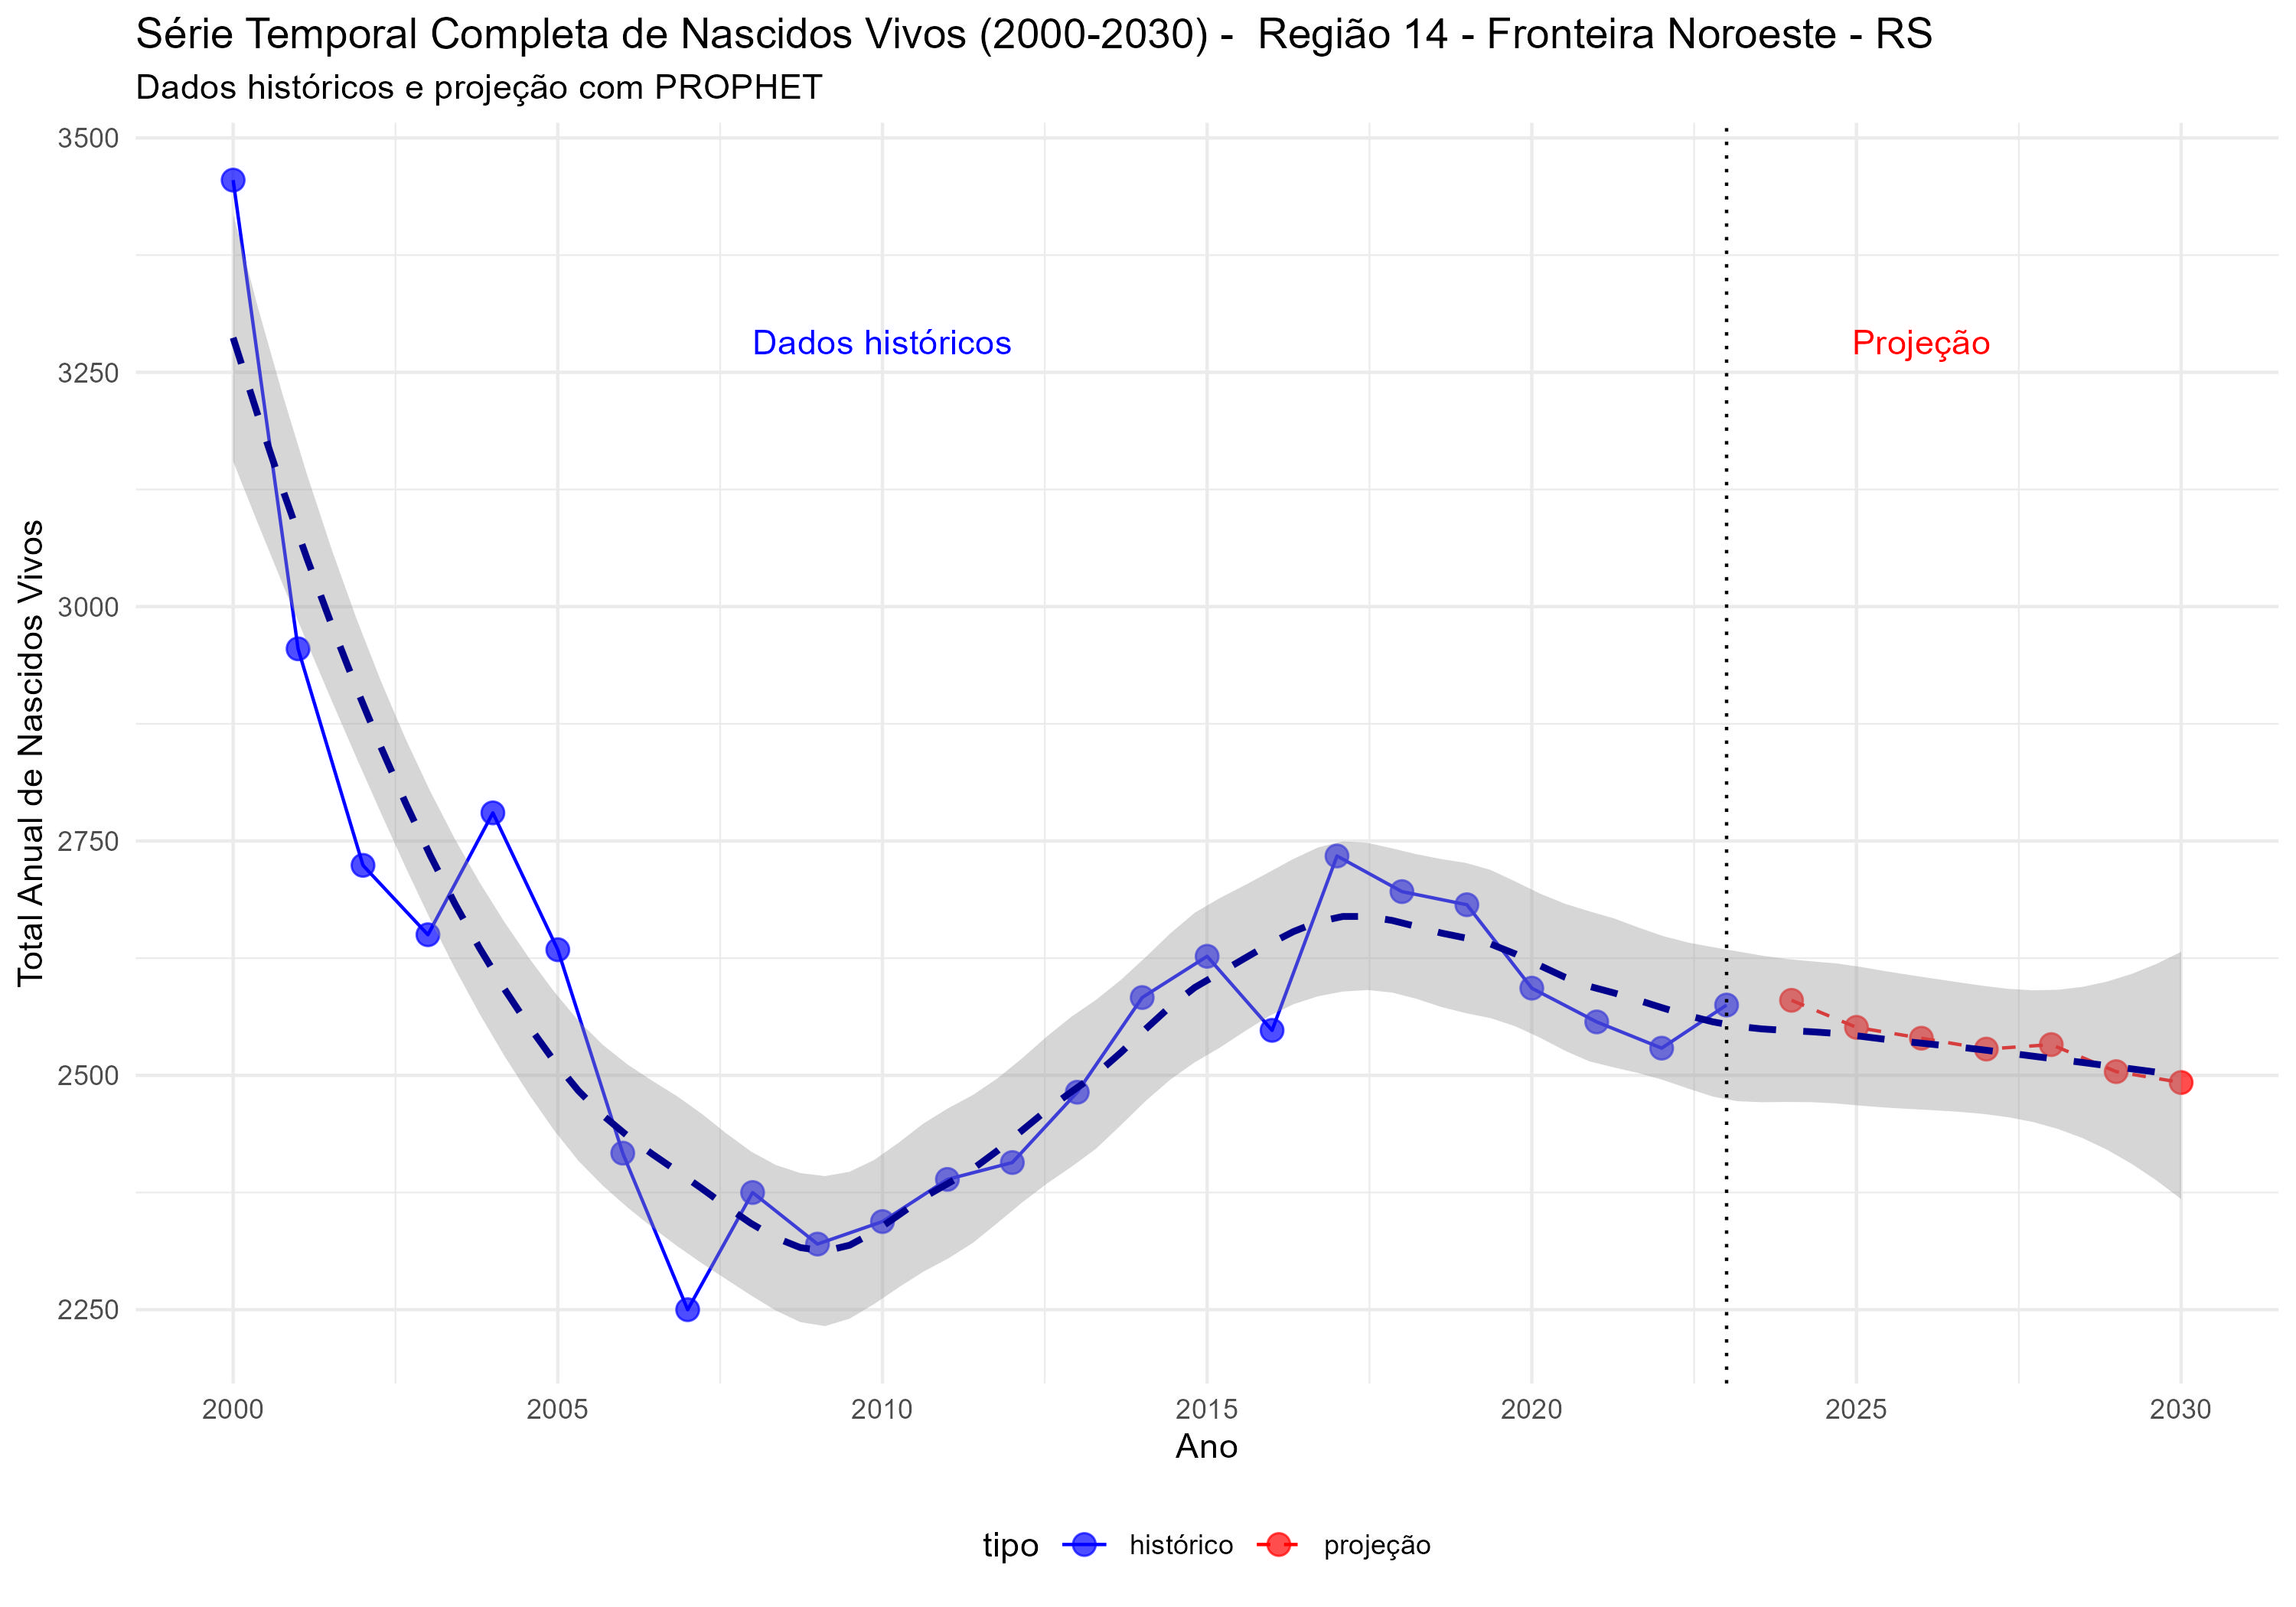 Série Temporal Completa de Nascidos Vivos (2000-2030) -  Região 14 - Fronteira Noroeste - RS
Dados históricos e projeção com PROPHET
Total Anual de Nascidos Vivos
3500
3250
3000
2750
2500
2250
Dados históricos
Projeção
2000
2005
2010
2015
2020
2025
2030
Ano
tipo
histórico
projeção